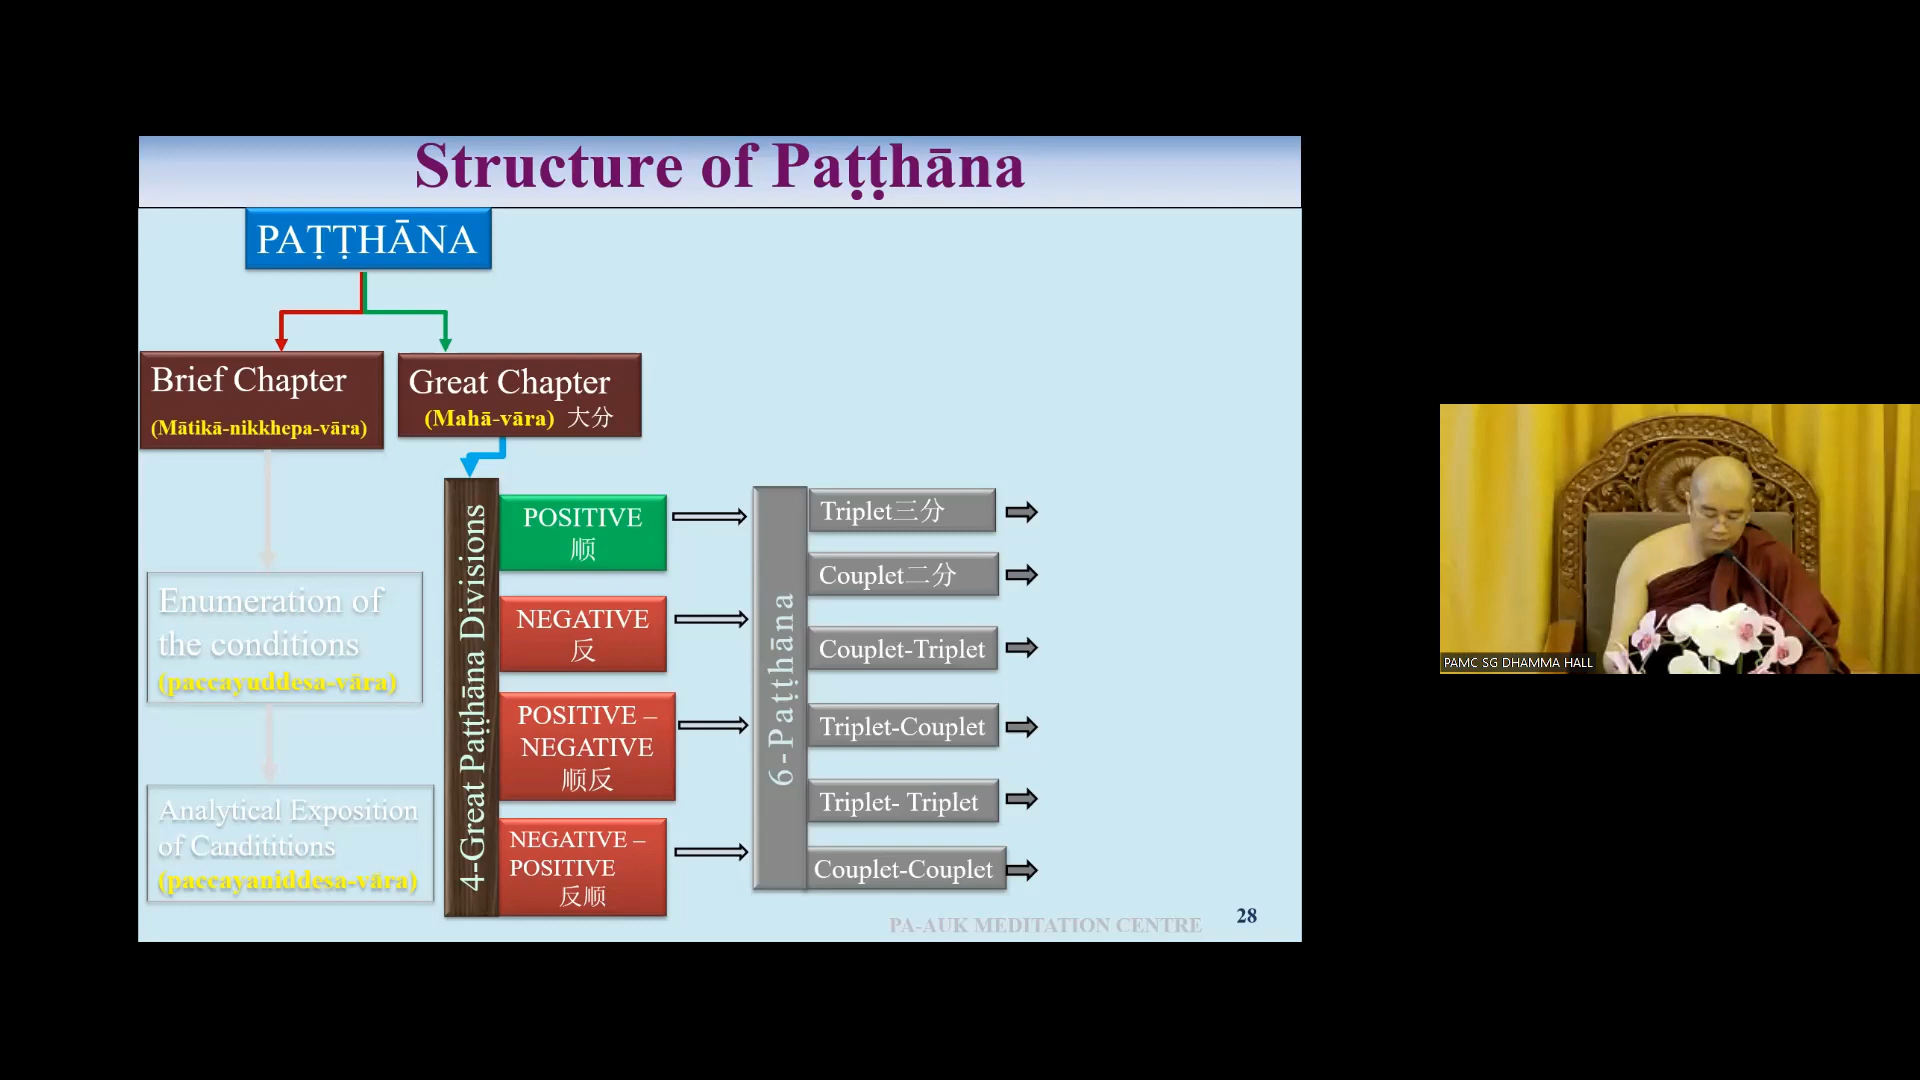 Structure of Paṭṭhāna
PAṬṬHĀNA
Brief Chapter
(Mātikā-nikkhepa-vāra)
Great Chapter
(Mahā-vāra) 大分
Enumeration of
the conditions
(paccayuddesa-vāra)
Analytical Exposition
of Candititions
(paccayaniddesa-vāra)
4-Great Paṭṭhāna Divisions
POSITIVE
顺
NEGATIVE
反
POSITIVE –
NEGATIVE
顺反
NEGATIVE –
POSITIVE
反顺
6-Paṭṭhāna
Triplet三分
Couplet二分
Couplet-Triplet
Triplet-Couplet
Triplet- Triplet
Couplet-Couplet
PA-AUK MEDITATION CENTRE
28
PAMC SG DHAMMA HALL